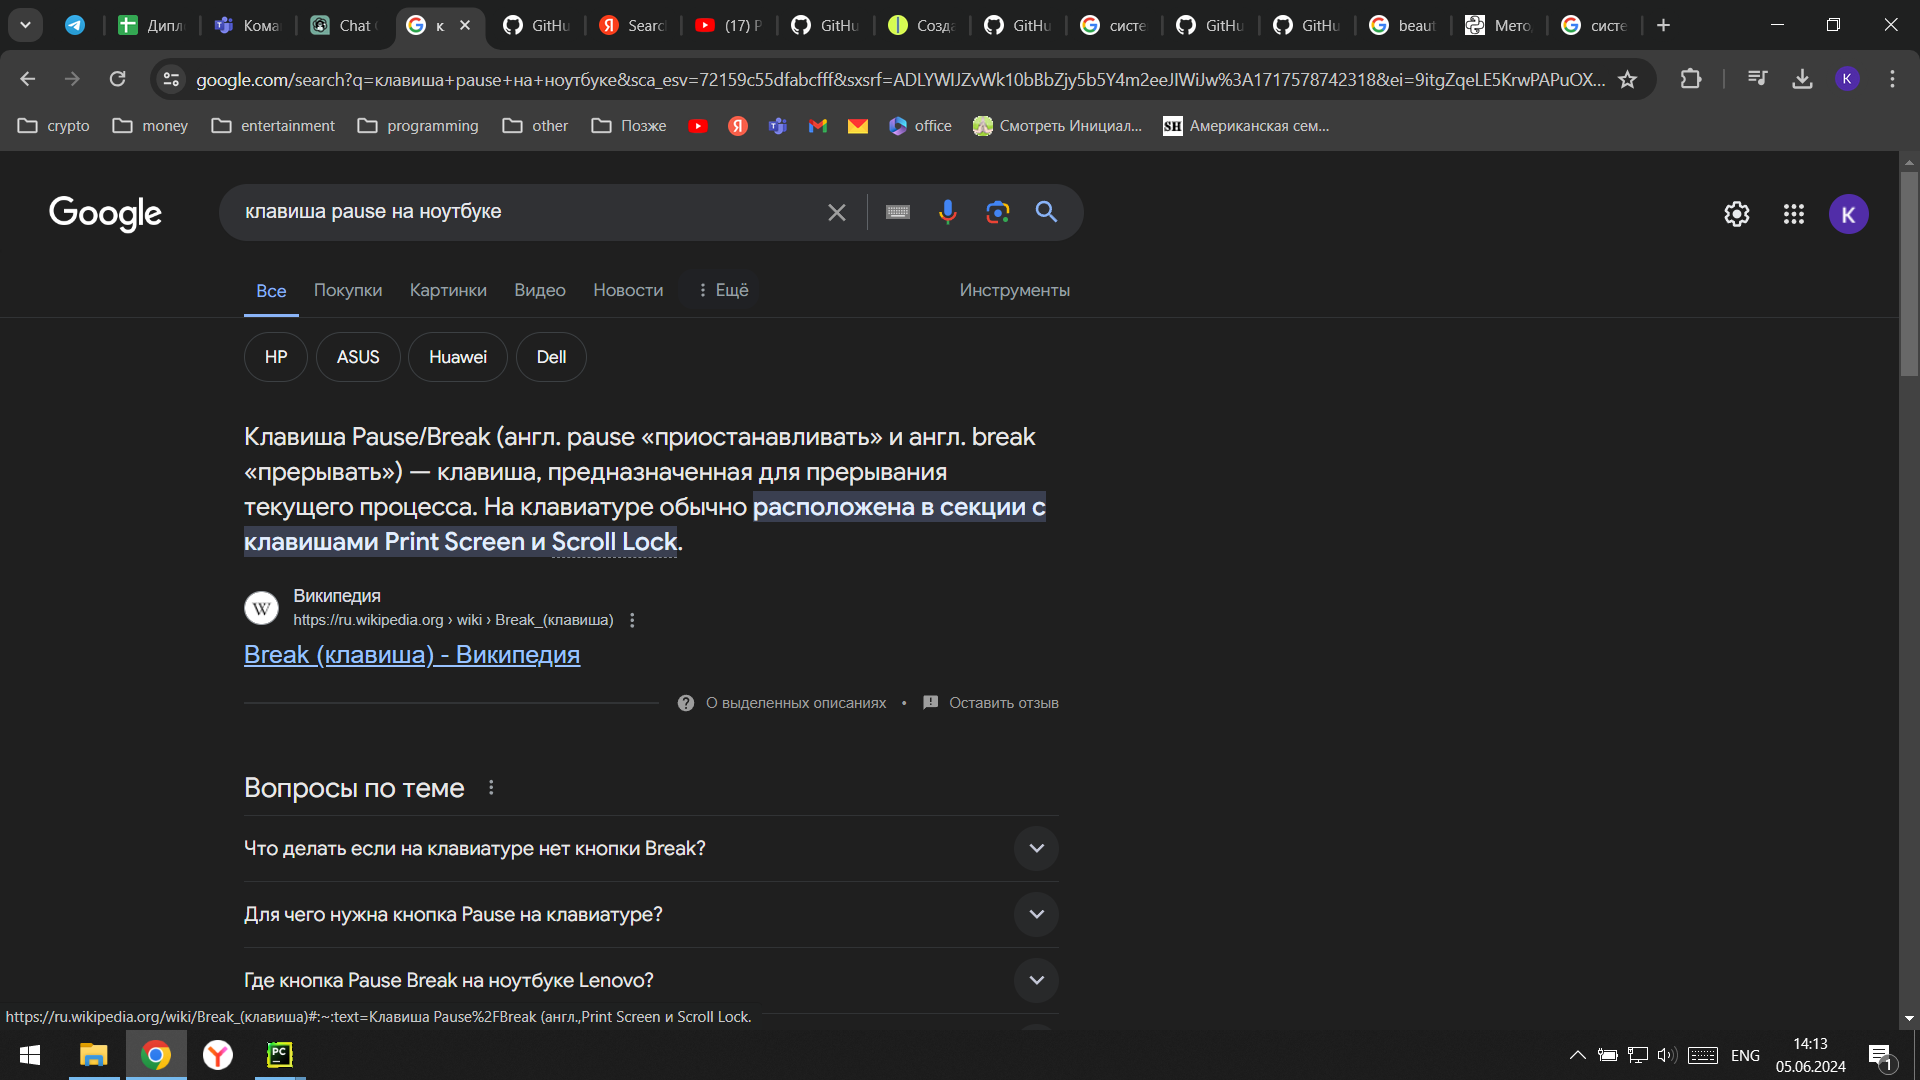 Дипл
Кома
Chat
к
GitHu
Searc
(17) P
GitHu
Созда
GitHu
систе
GitHu
GitHu
beaut
Мето
систе
google.com/search?q=клавиша+pause+на+ноутбуке&sca_esv=72159c55dfabcfff&sxsrf=ADLYWIJZvWk10bBbZjy5b5Y4m2eeJIWiJw%3A1717578742318&ei=9itgZqeLE5KrwPAPuOX...
K
crypto
money
entertainment
programming
other
Позже
office
Смотреть Инициал...
SH Американская сем...
Google
клавиша pause на ноутбуке
K
Все
Покупки
Картинки
Видео
Новости
Ещё
Инструменты
HP
ASUS
Huawei
Dell
Клавиша Pause/Break (англ. pause «приостанавливать» и англ. break
«прерывать») — клавиша, предназначенная для прерывания
текущего процесса. На клавиатуре обычно расположена в секции с
клавишами Print Screen и Scroll Lock.
W
Википедия
https://ru.wikipedia.org › wiki › Break_(клавиша)
Break (клавиша) - Википедия
О выделенных описаниях • Оставить отзыв
Вопросы по теме
Что делать если на клавиатуре нет кнопки Break?
Для чего нужна кнопка Pause на клавиатуре?
Где кнопка Pause Break на ноутбуке Lenovo?
https://ru.wikipedia.org/wiki/Break_(клавиша)#:~:text=Клавиша Pause%2FBreak (англ.,Print Screen и Scroll Lock.
PC
ENG
14:13
05.06.2024
1